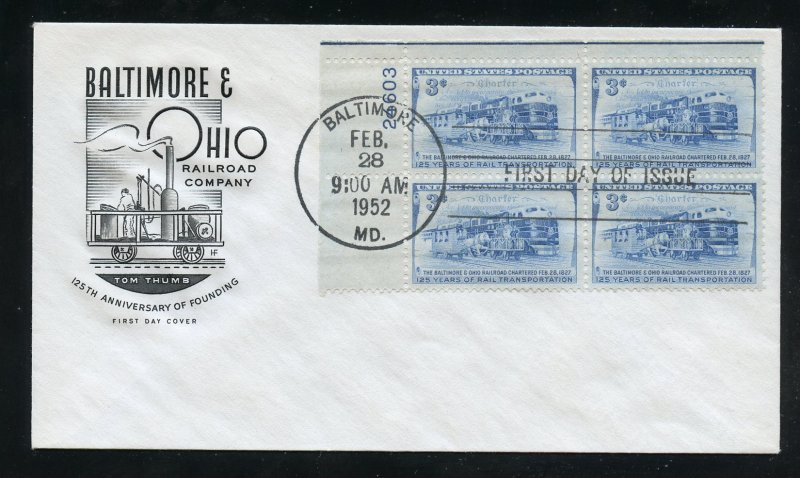 BALTIMORE &
OHIO
RAILROAD
COMPANY
HF
TOM THUMB
125TH ANNIVERSARY OF FOUNDING
FIRST DAY COVER
BALTIMORE
FEB.
28
9:00 AM
1952
MD.
FIRST DAY OF ISSUE
UNITED STATES POSTAGE
3¢
Charter
THE BALTIMORE & OHIO RAILROAD CHARTERED FEB. 28, 1827
125 YEARS OF RAIL TRANSPORTATION
UNITED STATES POSTAGE
3¢
Charter
THE BALTIMORE & OHIO RAILROAD CHARTERED FEB. 28, 1827
125 YEARS OF RAIL TRANSPORTATION
3¢
Charter
THE BALTIMORE & OHIO RAILROAD CHARTERED FEB. 28, 1827
125 YEARS OF RAIL TRANSPORTATION
3¢
Charter
THE BALTIMORE & OHIO RAILROAD CHARTERED FEB. 28, 1827
125 YEARS OF RAIL TRANSPORTATION